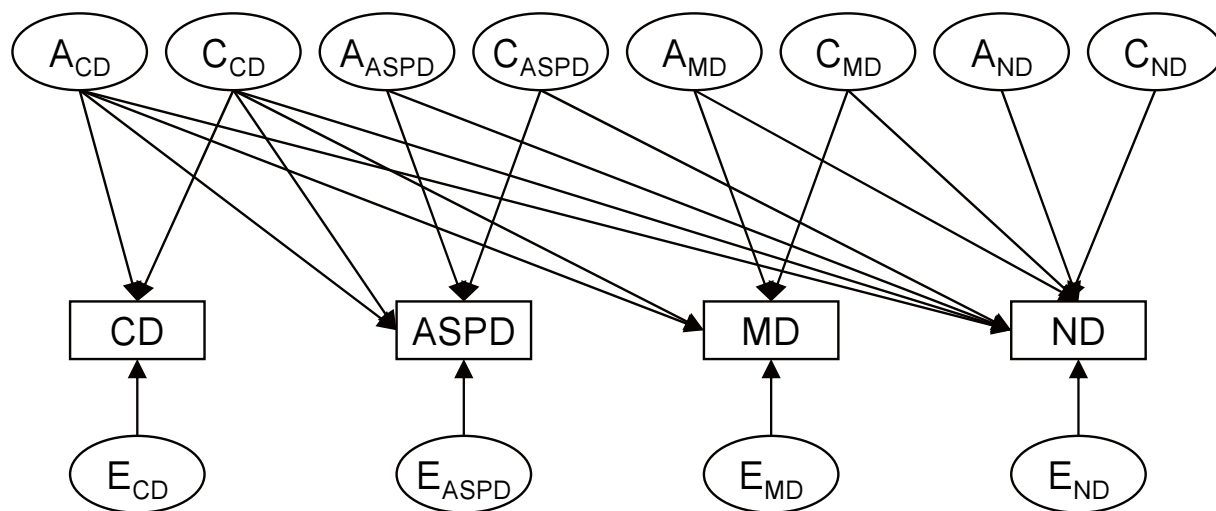 A_CD C_CD A_ASPD C_ASPD A_MD C_MD A_ND C_ND
CD ASPD MD ND
E_CD E_ASPD E_MD E_ND